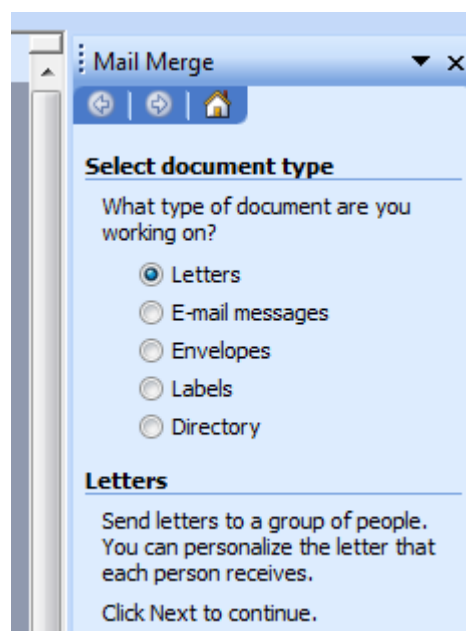 Mail Merge
Select document type
What type of document are you
working on?
Letters
E-mail messages
Envelopes
Labels
Directory
Letters
Send letters to a group of people.
You can personalize the letter that
each person receives.
Click Next to continue.